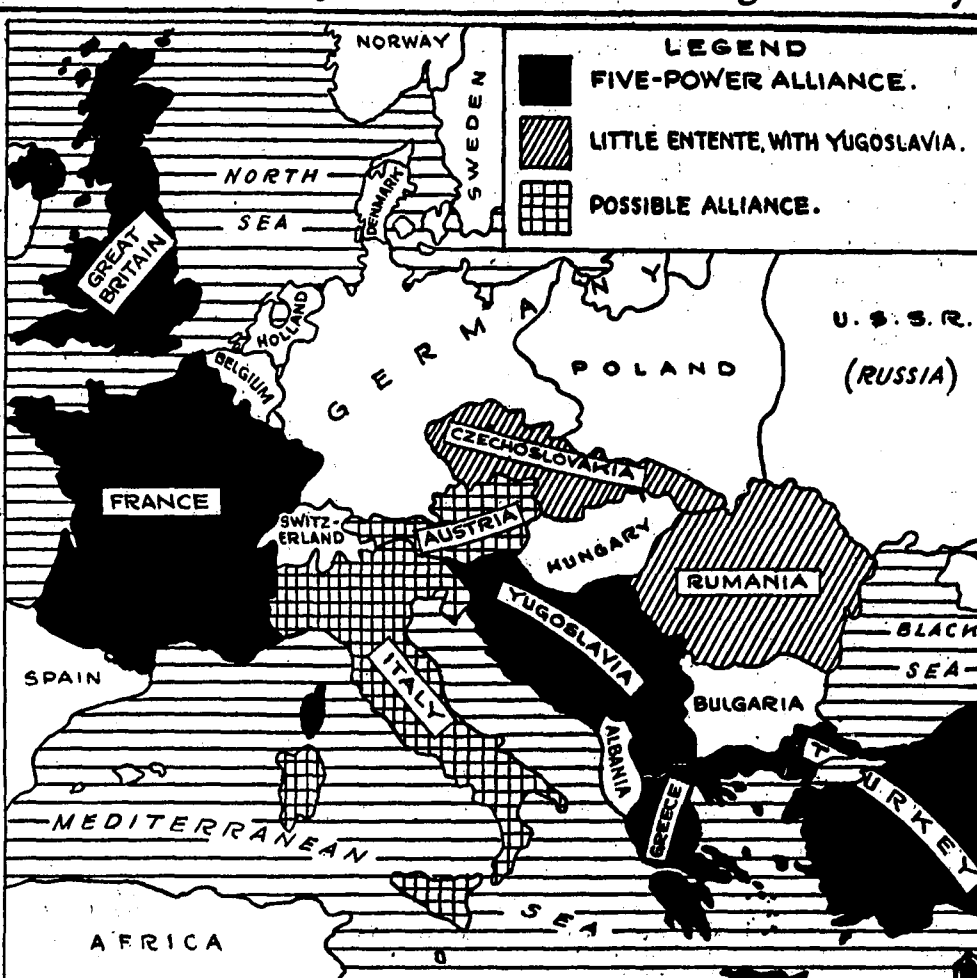 NORWAY
SWEDEN
LEGEND
FIVE-POWER ALLIANCE.
LITTLE ENTENTE, WITH YUGOSLAVIA.
POSSIBLE ALLIANCE.
NORTH
SEA
DENMARK
GREAT
BRITAIN
HOLLAND
BELGIUM
GERMANY
POLAND
U.S.S.R.
(RUSSIA)
CZECHOSLOVAKIA
FRANCE
SWITZ-
ERLAND
AUSTRIA
HUNGARY
RUMANIA
YUGOSLAVIA
BLACK
SEA
SPAIN
ITALY
BULGARIA
ALBANIA
GREECE
TURKEY
MEDITERRANEAN
SEA
AFRICA